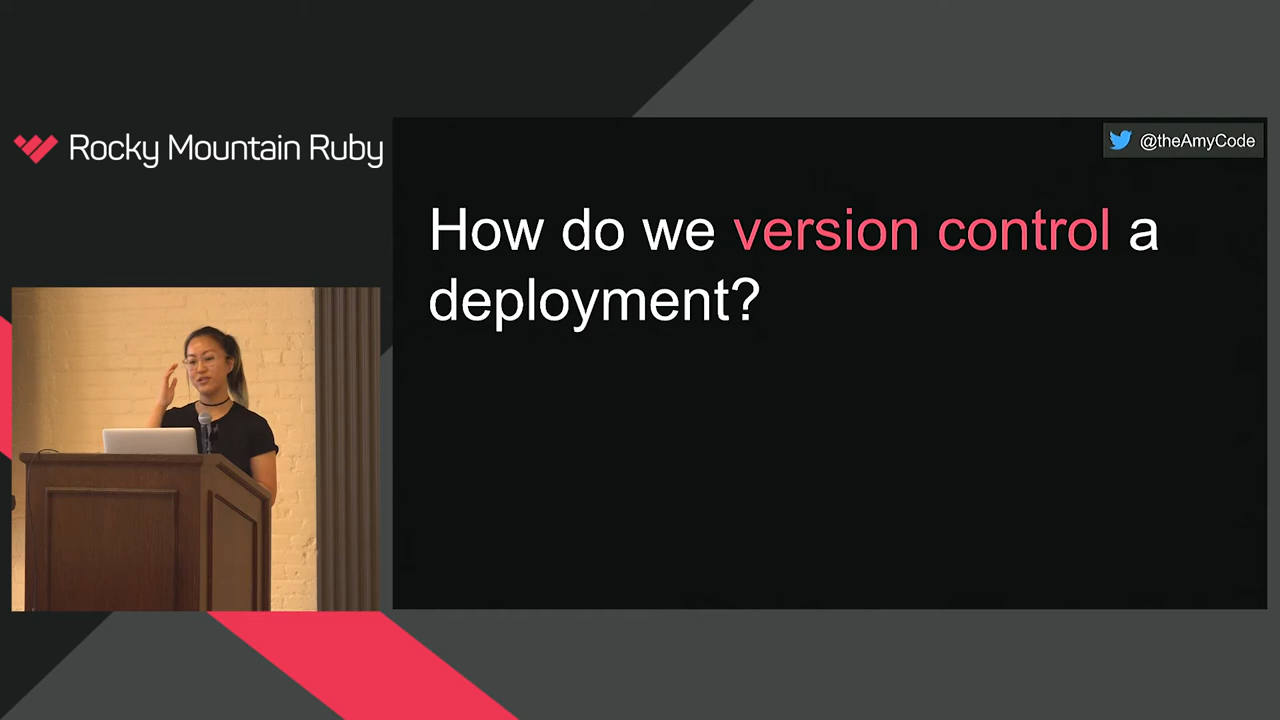 Rocky Mountain Ruby
@theAmyCode
How do we version control a
deployment?